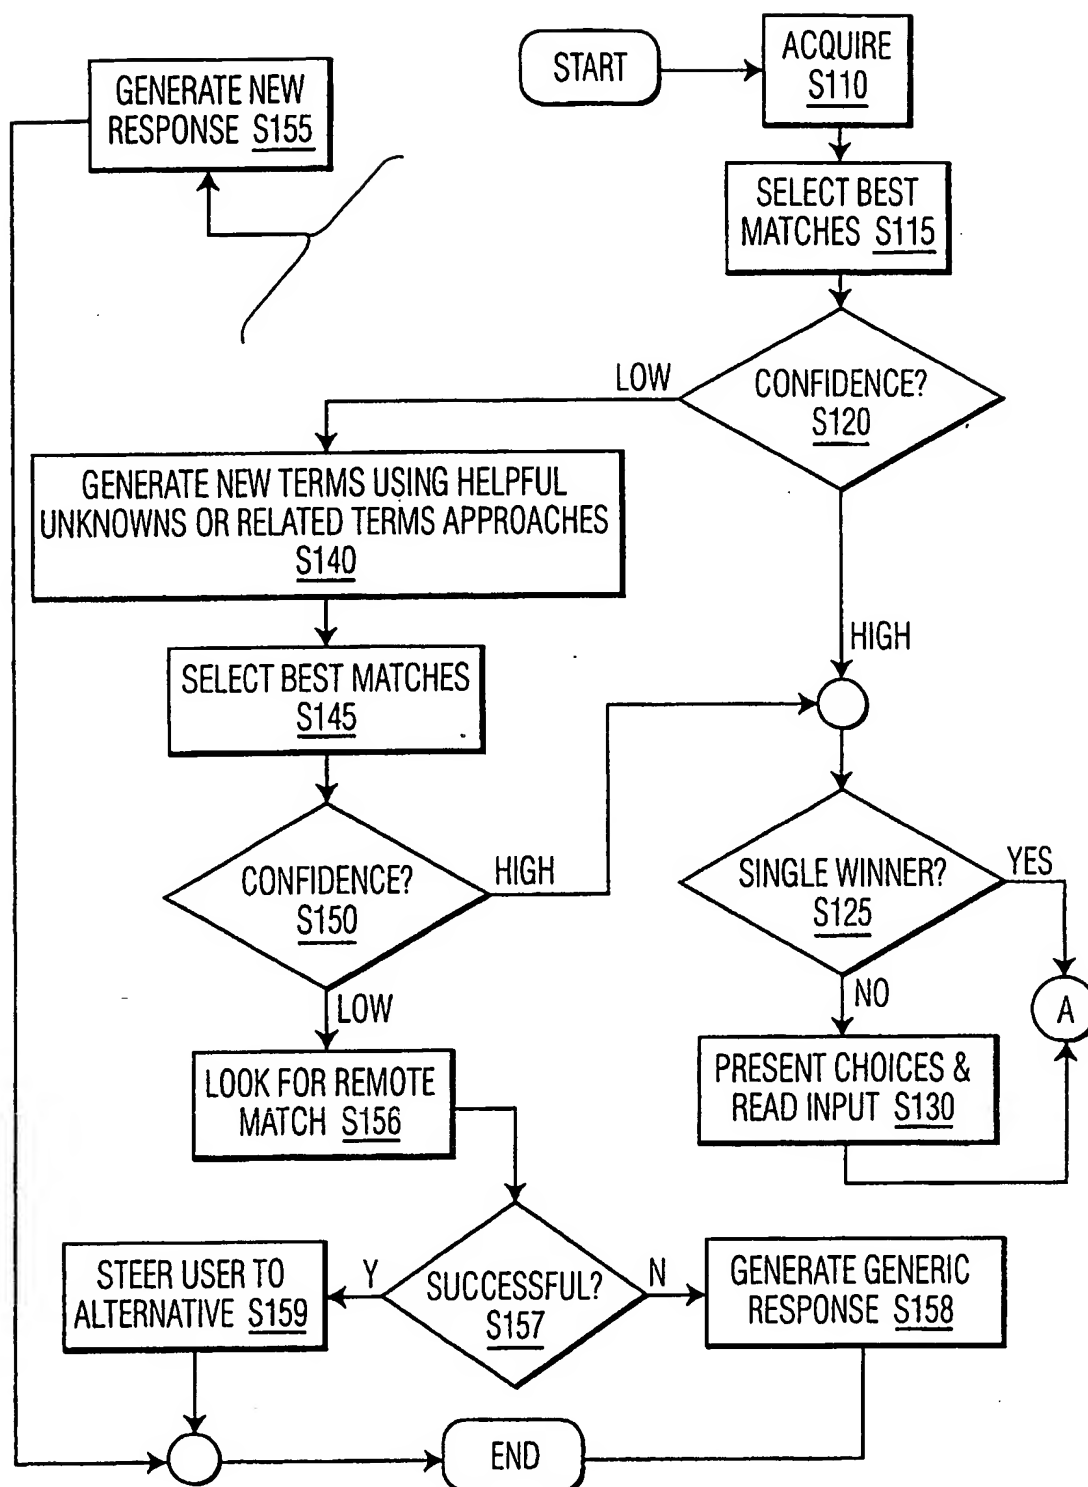 START
ACQUIRE
S110
GENERATE NEW
RESPONSE S155
SELECT BEST
MATCHES S115
LOW
CONFIDENCE?
S120
GENERATE NEW TERMS USING HELPFUL
UNKNOWNS OR RELATED TERMS APPROACHES
S140
HIGH
SELECT BEST MATCHES
S145
CONFIDENCE?
S150
HIGH
SINGLE WINNER?
S125
YES
LOW
NO
A
LOOK FOR REMOTE
MATCH S156
PRESENT CHOICES &
READ INPUT S130
STEER USER TO
ALTERNATIVE S159
Y
SUCCESSFUL?
S157
N
GENERATE GENERIC
RESPONSE S158
END